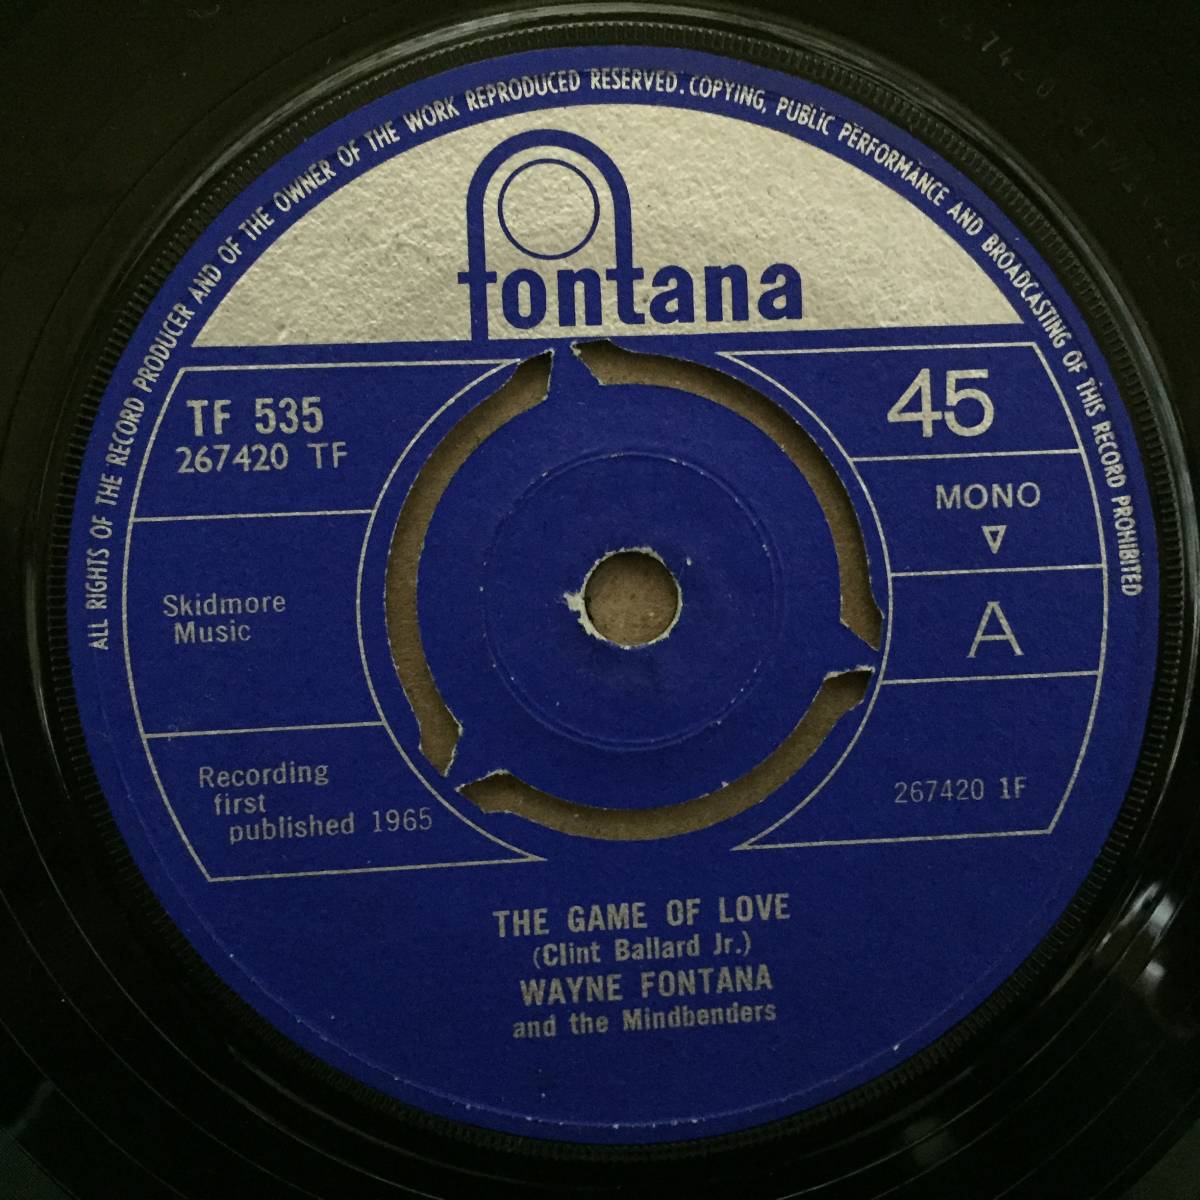 ALL RIGHTS OF THE RECORD PRODUCER AND OF THE OWNER OF THE WORK REPRODUCED RESERVED. COPYING, PUBLIC PERFORMANCE AND BROADCASTING OF THIS RECORD PROHIBITED
fontana
TF 535
267420 TF
45
MONO
Skidmore
Music
A
Recording
first
published 1965
267420 1F
THE GAME OF LOVE
(Clint Ballard Jr.)
WAYNE FONTANA
and the Mindbenders